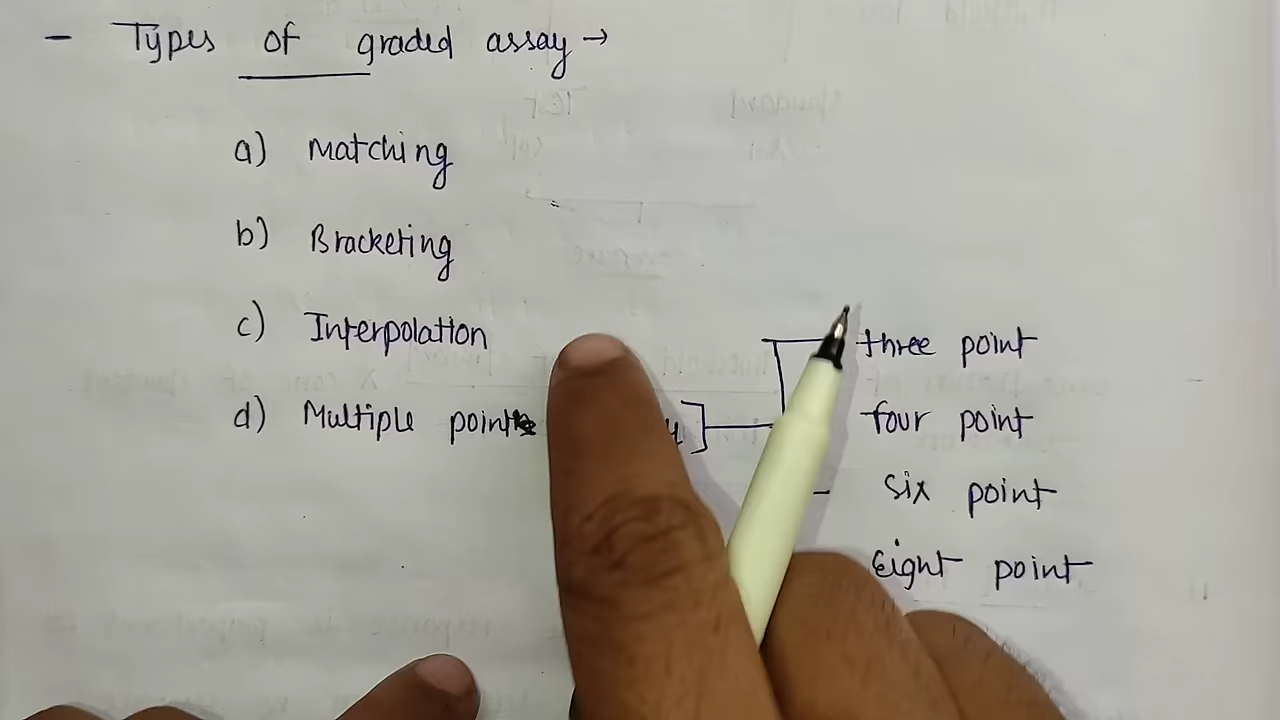 - Types of graded assay →
a) Matching
b) Bracketing
c) Interpolation
d) Multiple point
three point
four point
- six point
Eight point